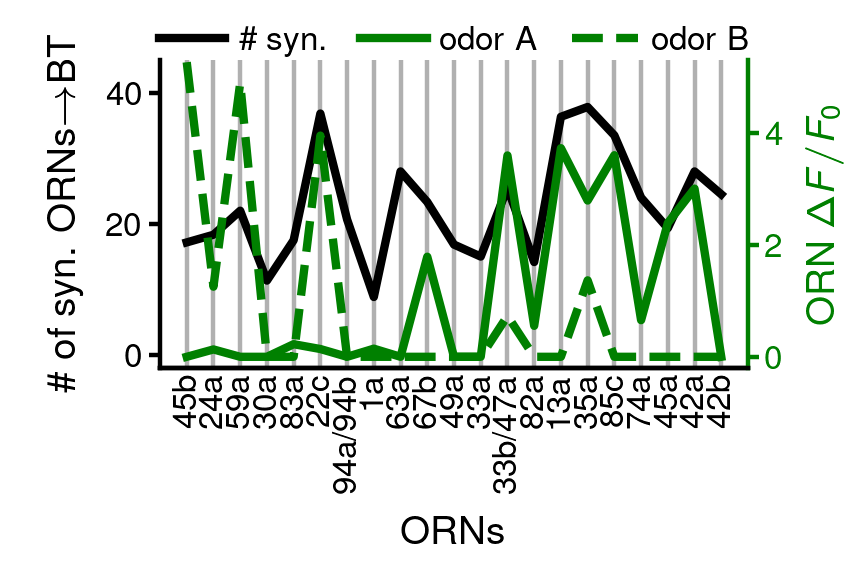 # syn. odor A odor B
# of syn. ORNs→BT
40
20
0
4
2
0
ORN ΔF / F₀
45b
24a
59a
30a
83a
22c
94a/94b
1a
63a
67b
49a
33a
33b/47a
82a
13a
35a
85c
74a
45a
42a
42b
ORNs